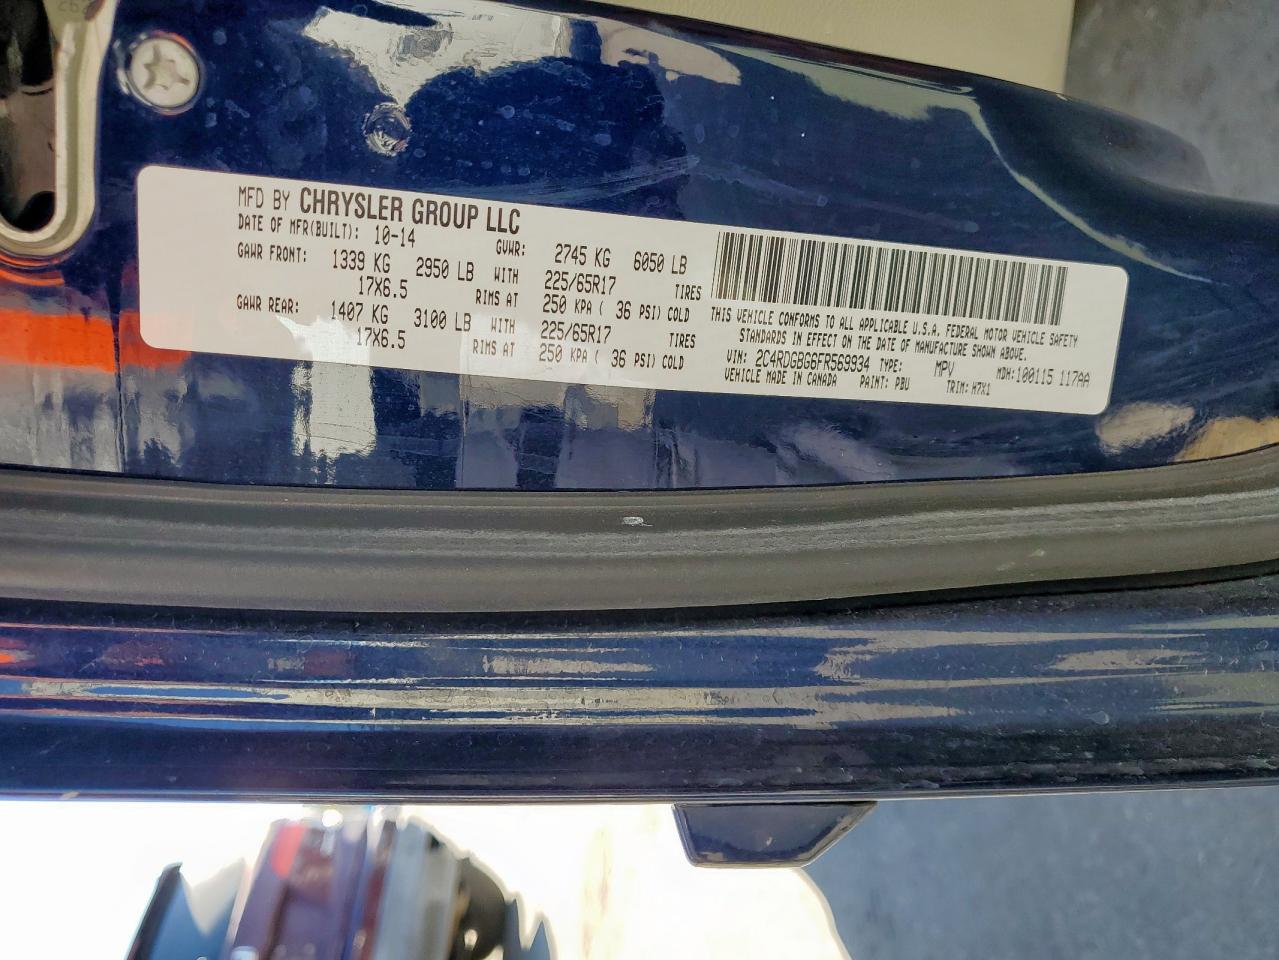 MFD BY CHRYSLER GROUP LLC
DATE OF MFR(BUILT): 10-14 GVWR: 2745 KG 6050 LB
GAWR FRONT: 1339 KG 2950 LB WITH 225/65R17 TIRES
17X6.5 RIMS AT 250 KPA ( 36 PSI) COLD
GAWR REAR: 1407 KG 3100 LB WITH 225/65R17 TIRES
17X6.5 RIMS AT 250 KPA ( 36 PSI) COLD
THIS VEHICLE CONFORMS TO ALL APPLICABLE U.S.A. FEDERAL MOTOR VEHICLE SAFETY
STANDARDS IN EFFECT ON THE DATE OF MANUFACTURE SHOWN ABOVE.
VIN: 2C4RDGBG6FR569934 TYPE: MPV MDH: 100115 117AA
VEHICLE MADE IN CANADA PAINT: PBU TRIM: H7X1